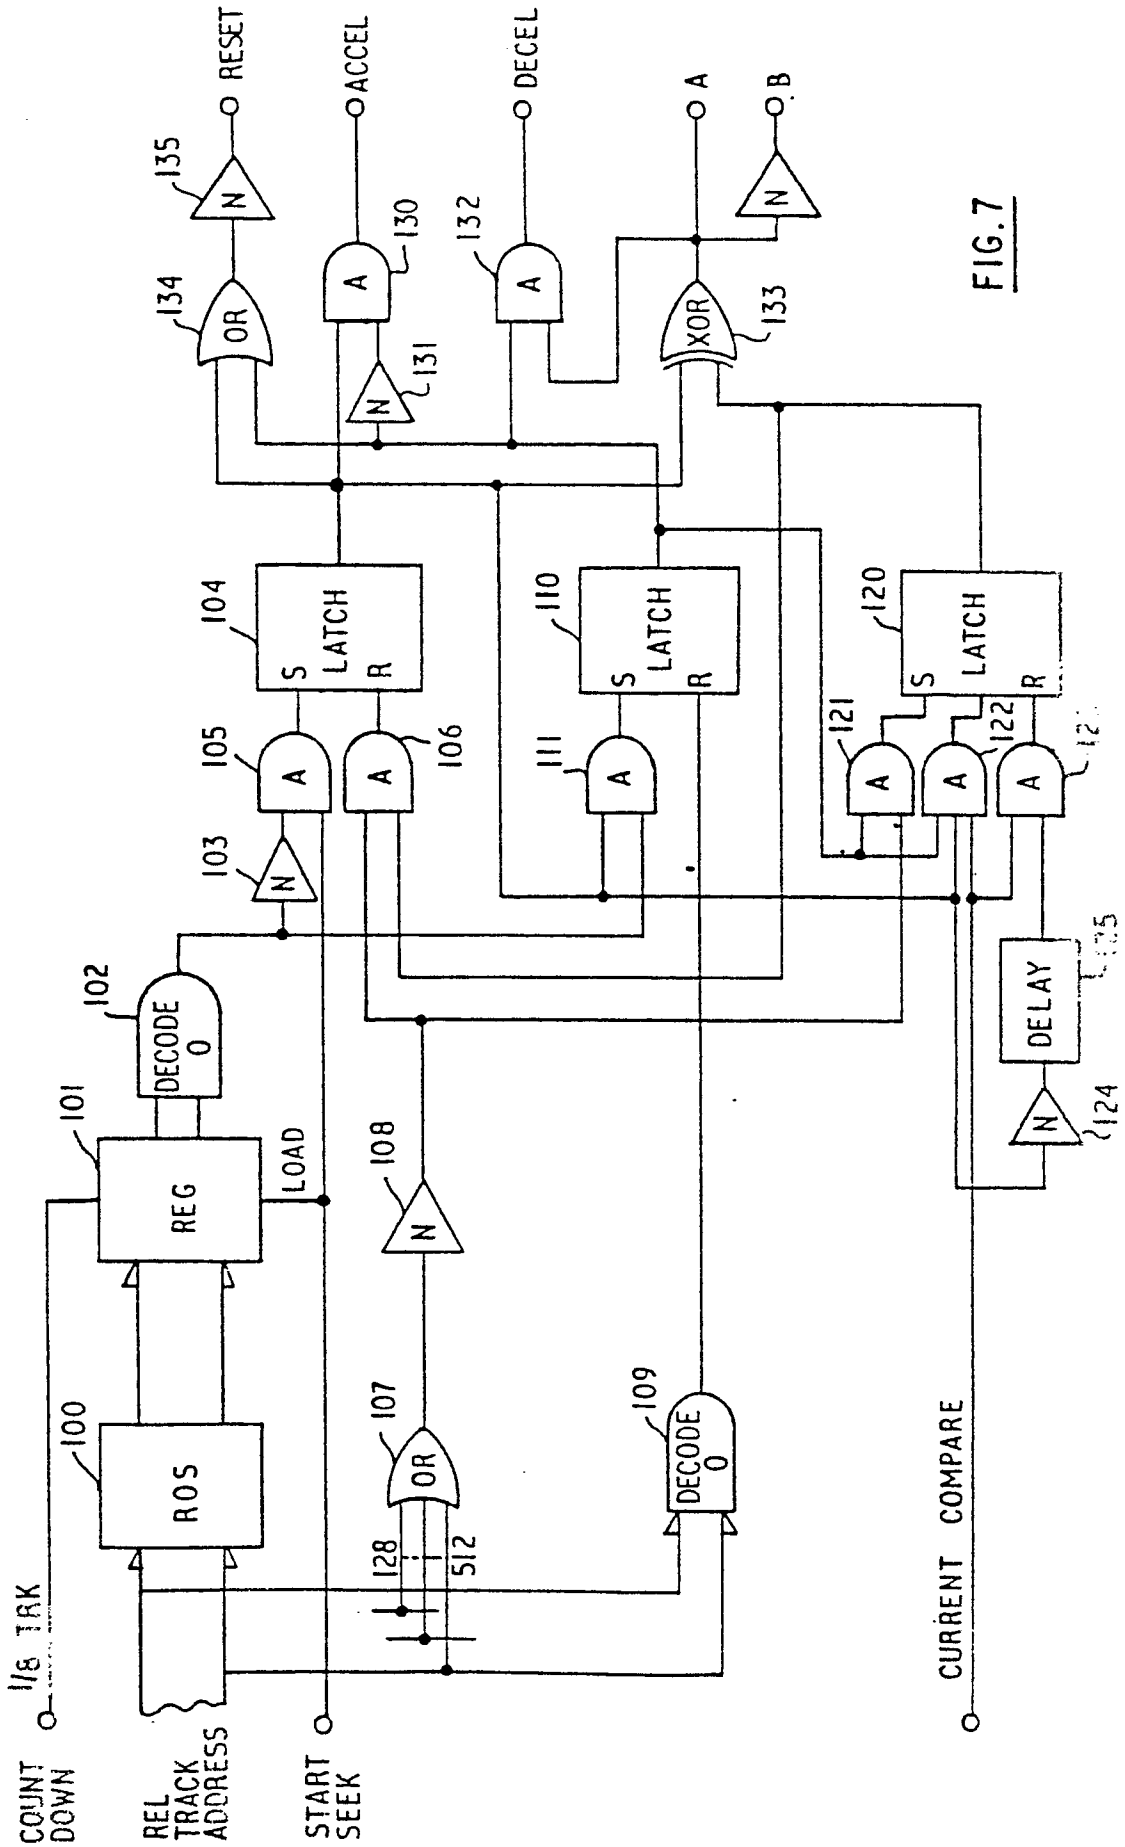 COUNT
DOWN
1/8 TRK
REL
TRACK
ADDRESS
START
SEEK
CURRENT COMPARE
100
ROS
101
REG
LOAD
102
DECODE
0
103
N
105
A
106
A
104
S
LATCH
R
107
OR
128
512
108
N
109
DECODE
0
111
A
110
S
LATCH
R
121
A
122
A
A
120
S
LATCH
R
124
N
DELAY
134
OR
135
N
RESET
131
N
130
A
ACCEL
132
A
DECEL
133
XOR
A
N
B
FIG. 7